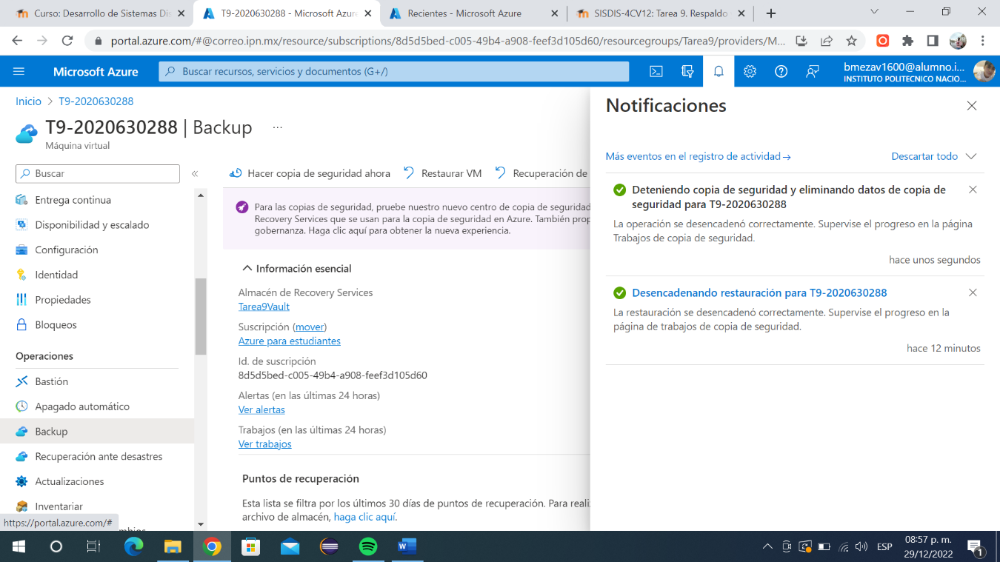 Curso: Desarrollo de Sistemas Dis
T9-2020630288 - Microsoft Azure
Recientes - Microsoft Azure
SISDIS-4CV12: Tarea 9. Respaldo
portal.azure.com/#@correo.ipn.mx/resource/subscriptions/8d5d5bed-c005-49b4-a908-feef3d105d60/resourcegroups/Tarea9/providers/M...
Microsoft Azure
Buscar recursos, servicios y documentos (G+/)
bmezav1600@alumno.i...
INSTITUTO POLITECNICO NACIO...
Inicio > T9-2020630288
T9-2020630288 | Backup ...
Máquina virtual
Buscar
«
Entrega continua
Disponibilidad y escalado
Configuración
Identidad
Propiedades
Bloqueos
Operaciones
Bastión
Apagado automático
Backup
Recuperación ante desastres
Actualizaciones
Inventariar
https://portal.azure.com/#
Hacer copia de seguridad ahora
Restaurar VM
Recuperación de
Para las copias de seguridad, pruebe nuestro nuevo centro de copia de seguridad
Recovery Services que se usan para la copia de seguridad en Azure. También prop
gobernanza. Haga clic aquí para obtener la nueva experiencia.
Información esencial
Almacén de Recovery Services
Tarea9Vault
Suscripción (mover)
Azure para estudiantes
Id. de suscripción
8d5d5bed-c005-49b4-a908-feef3d105d60
Alertas (en las últimas 24 horas)
Ver alertas
Trabajos (en las últimas 24 horas)
Ver trabajos
Puntos de recuperación
Esta lista se filtra por los últimos 30 días de puntos de recuperación. Para reali
archivo de almacén, haga clic aquí.
Notificaciones
Más eventos en el registro de actividad →
Descartar todo
Deteniendo copia de seguridad y eliminando datos de copia de
seguridad para T9-2020630288
La operación se desencadenó correctamente. Supervise el progreso en la página
Trabajos de copia de seguridad.
hace unos segundos
Desencadenando restauración para T9-2020630288
La restauración se desencadenó correctamente. Supervise el progreso en la
página de trabajos de copia de seguridad.
hace 12 minutos
ESP
08:57 p. m.
29/12/2022
1